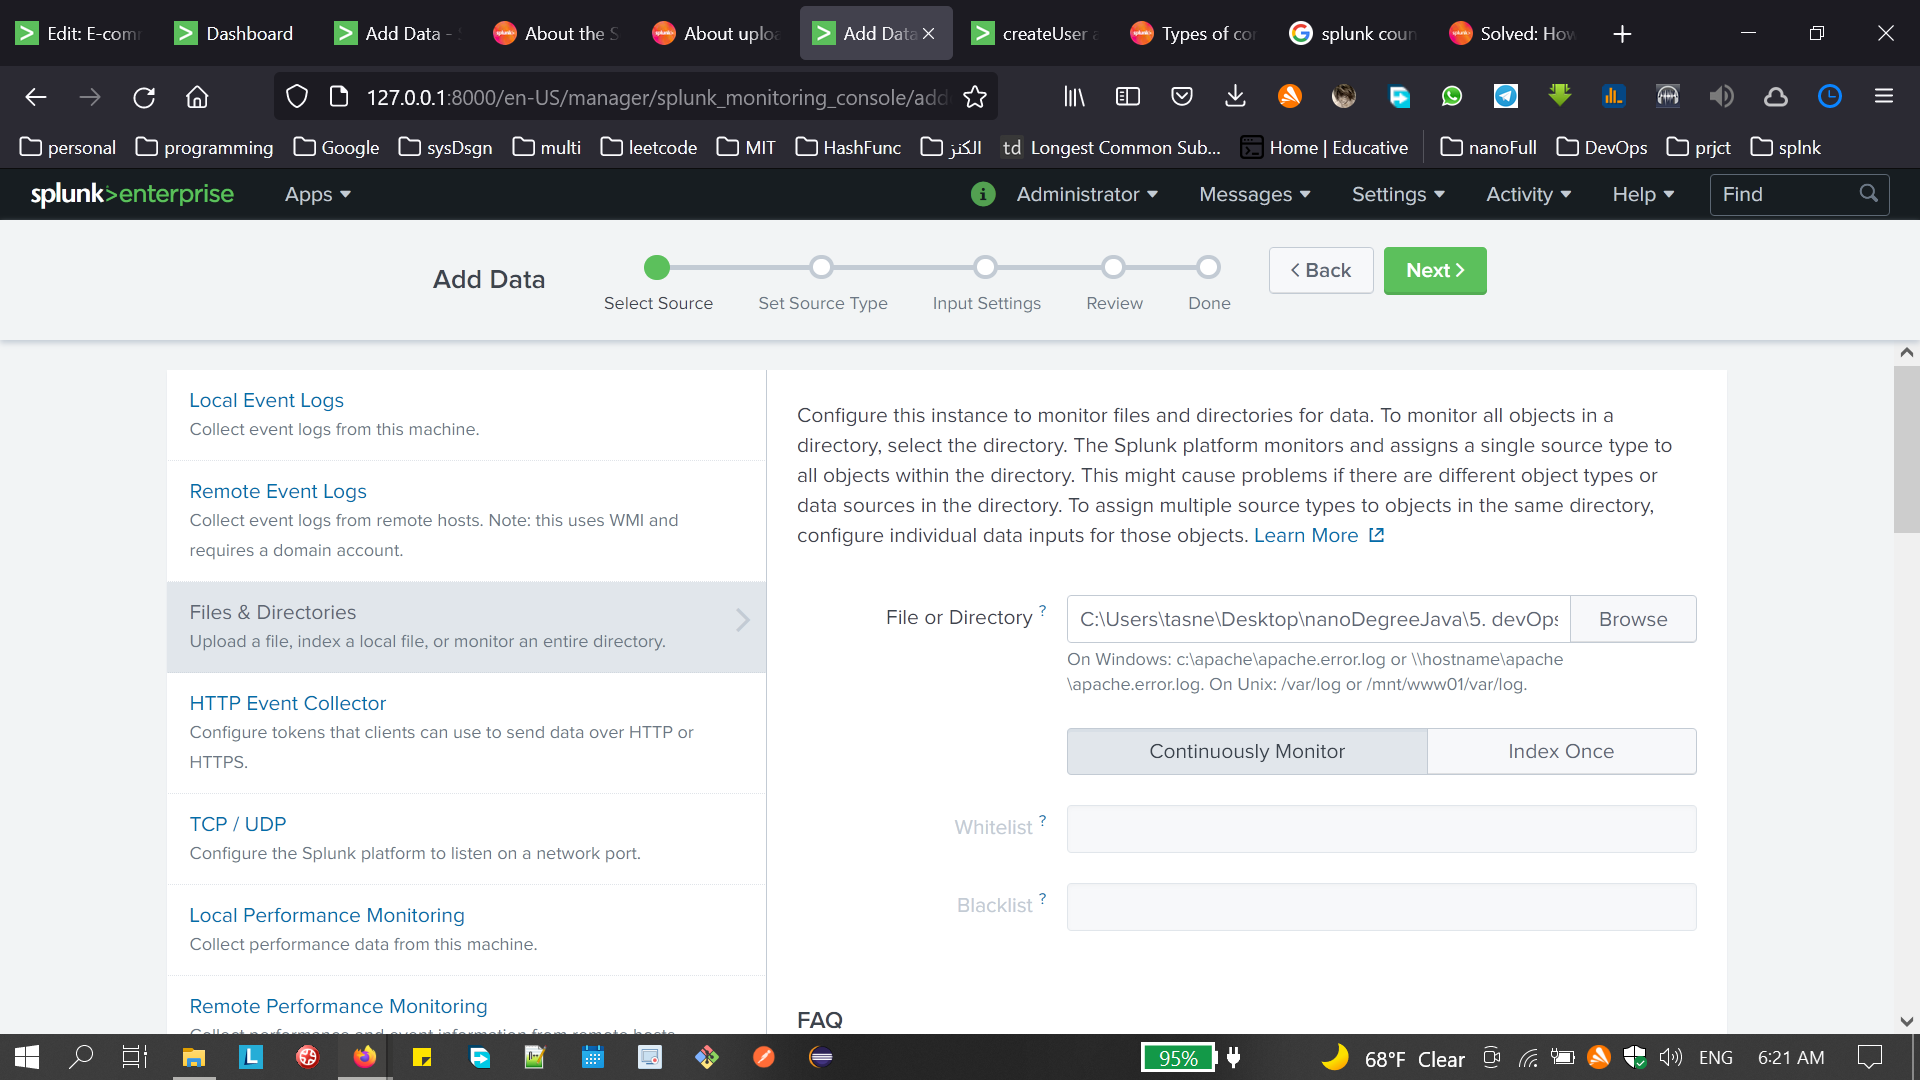 Edit: E-com
Dashboard
Add Data -
About the S
About uploa
Add Data
createUser a
Types of co
splunk coun
Solved: How
127.0.0.1:8000/en-US/manager/splunk_monitoring_console/add
personal
programming
Google
sysDsgn
multi
leetcode
MIT
HashFunc
الكنز
td Longest Common Sub...
Home | Educative
nanoFull
DevOps
prjct
splnk
splunk>enterprise
Apps
i
Administrator
Messages
Settings
Activity
Help
Find
Add Data
Select Source
Set Source Type
Input Settings
Review
Done
< Back
Next >
Local Event Logs
Collect event logs from this machine.
Remote Event Logs
Collect event logs from remote hosts. Note: this uses WMI and
requires a domain account.
Files & Directories
Upload a file, index a local file, or monitor an entire directory.
HTTP Event Collector
Configure tokens that clients can use to send data over HTTP or
HTTPS.
TCP / UDP
Configure the Splunk platform to listen on a network port.
Local Performance Monitoring
Collect performance data from this machine.
Remote Performance Monitoring
Collect performance and event information from remote hosts.
Configure this instance to monitor files and directories for data. To monitor all objects in a
directory, select the directory. The Splunk platform monitors and assigns a single source type to
all objects within the directory. This might cause problems if there are different object types or
data sources in the directory. To assign multiple source types to objects in the same directory,
configure individual data inputs for those objects. Learn More
File or Directory ?
C:\Users\tasne\Desktop\nanoDegreeJava\5. devOps
Browse
On Windows: c:\apache\apache.error.log or \\hostname\apache
\apache.error.log. On Unix: /var/log or /mnt/www01/var/log.
Continuously Monitor
Index Once
Whitelist ?
Blacklist ?
FAQ
L
95%
68°F Clear
ENG
6:21 AM